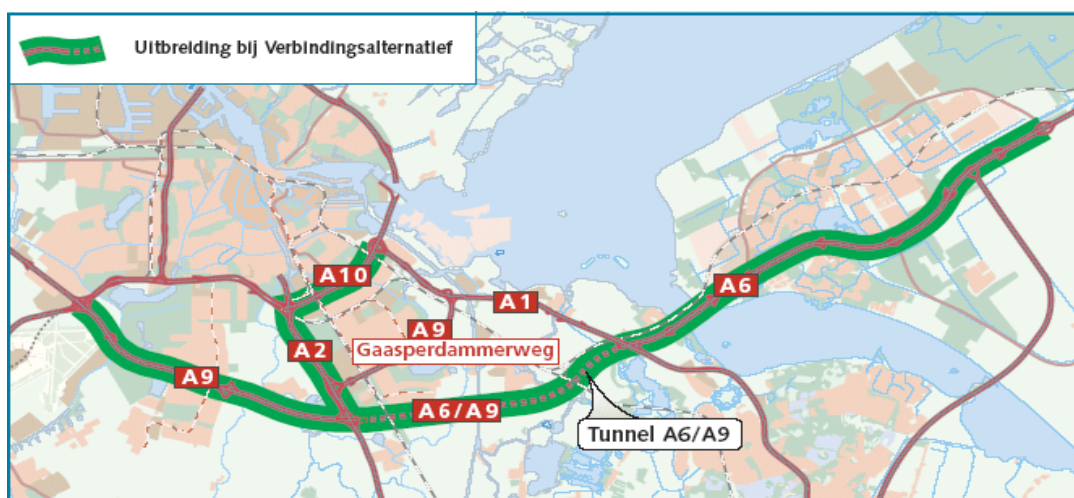 Uitbreiding bij Verbindingsalternatief
A10
A6
A1
A9
A2
Gaasperdammerweg
A9
A6/A9
Tunnel A6/A9